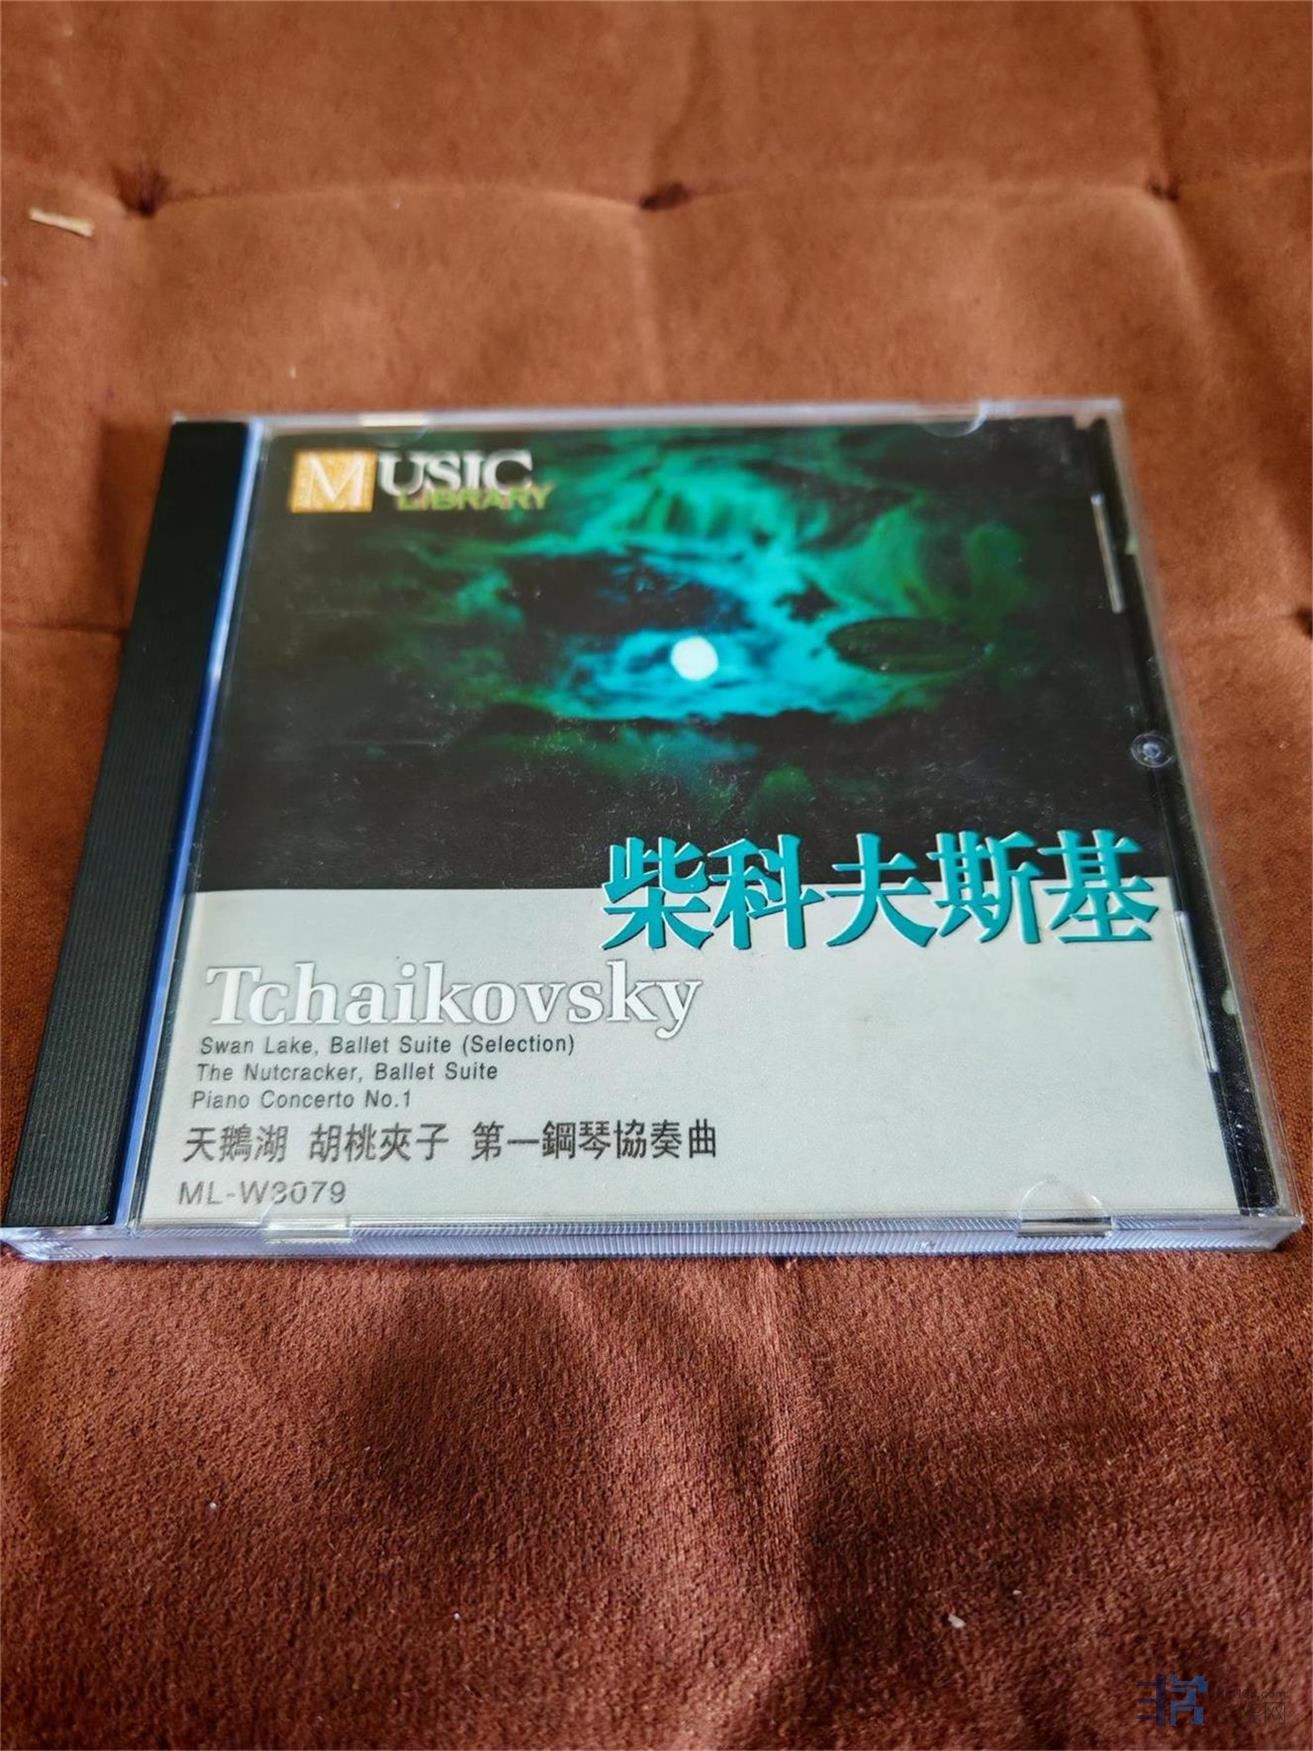 MUSIC
LIBRARY
柴科夫斯基
Tchaikovsky
Swan Lake, Ballet Suite (Selection)
The Nutcracker, Ballet Suite
Piano Concerto No.1
天鵝湖 胡桃夾子 第一鋼琴協奏曲
ML-W3079